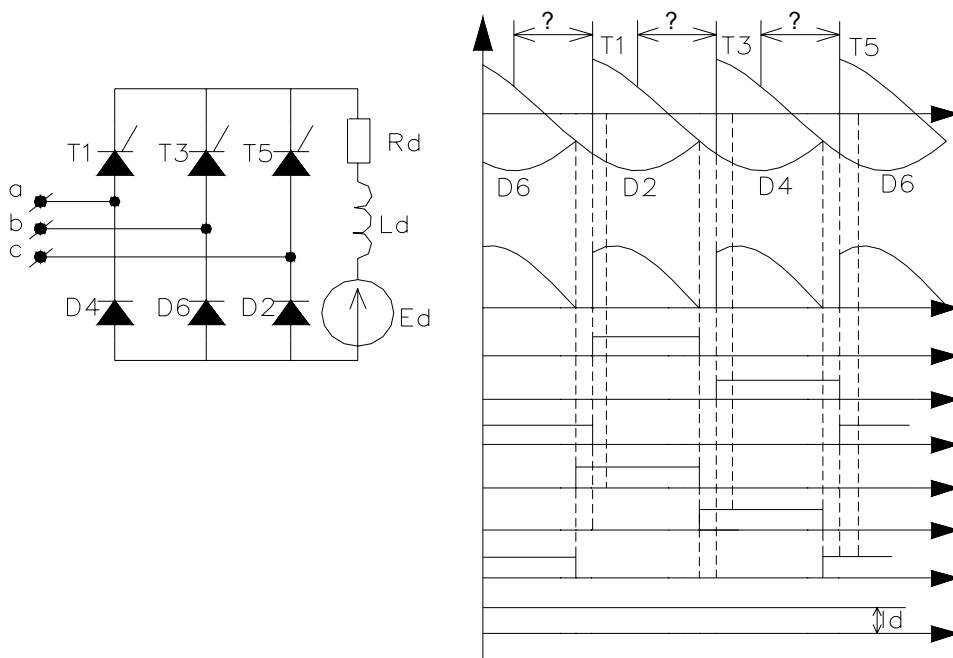 ? ? ?
T1 T3 T5
T1 T3 T5
Rd
a
b
c
Ld
D4 D6 D2
Ed
D6 D2 D4 D6
Id